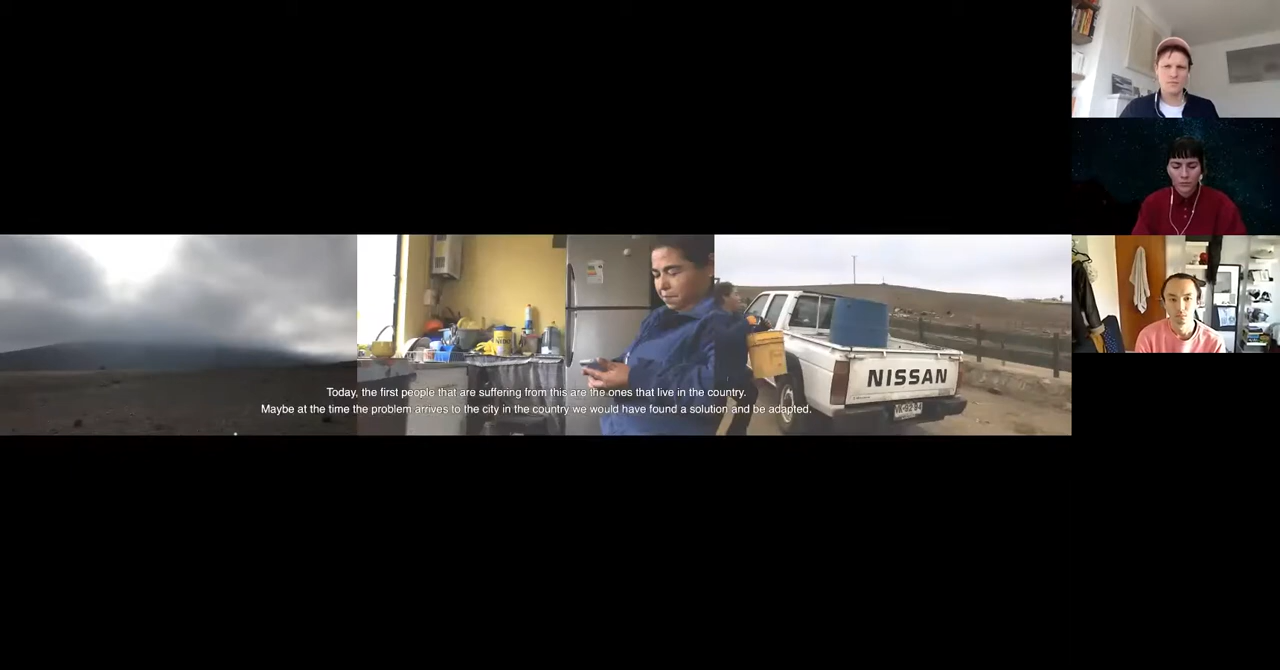 Today, the first people that are suffering from this are the ones that live in the country.
Maybe at the time the problem arrives to the city in the country we would have found a solution and be adapted.
NISSAN